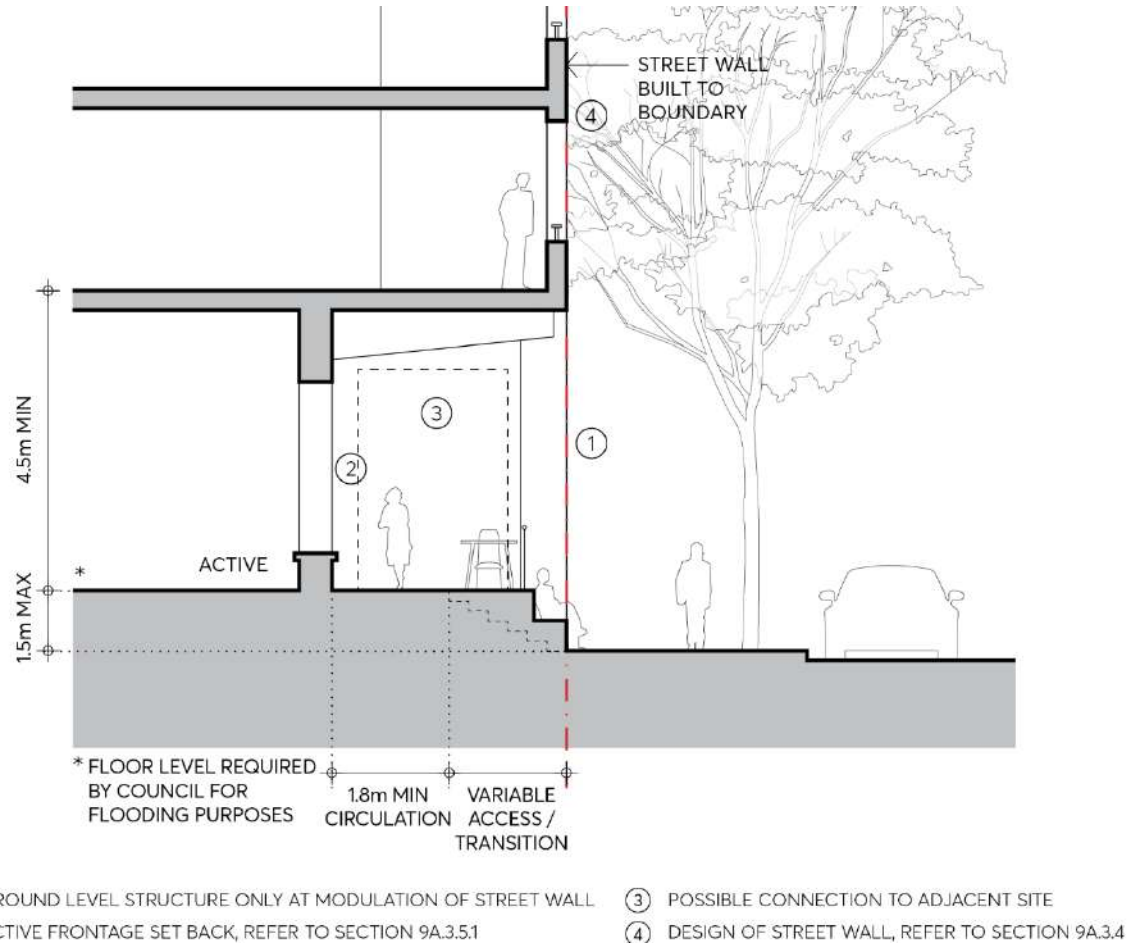 STREET WALL
BUILT TO
BOUNDARY
4
3
1
2
4.5m MIN
ACTIVE
*
1.5m MAX
* FLOOR LEVEL REQUIRED
BY COUNCIL FOR
FLOODING PURPOSES
1.8m MIN
CIRCULATION
VARIABLE
ACCESS /
TRANSITION
ROUND LEVEL STRUCTURE ONLY AT MODULATION OF STREET WALL
CTIVE FRONTAGE SET BACK, REFER TO SECTION 9A.3.5.1
3 POSSIBLE CONNECTION TO ADJACENT SITE
4 DESIGN OF STREET WALL, REFER TO SECTION 9A.3.4